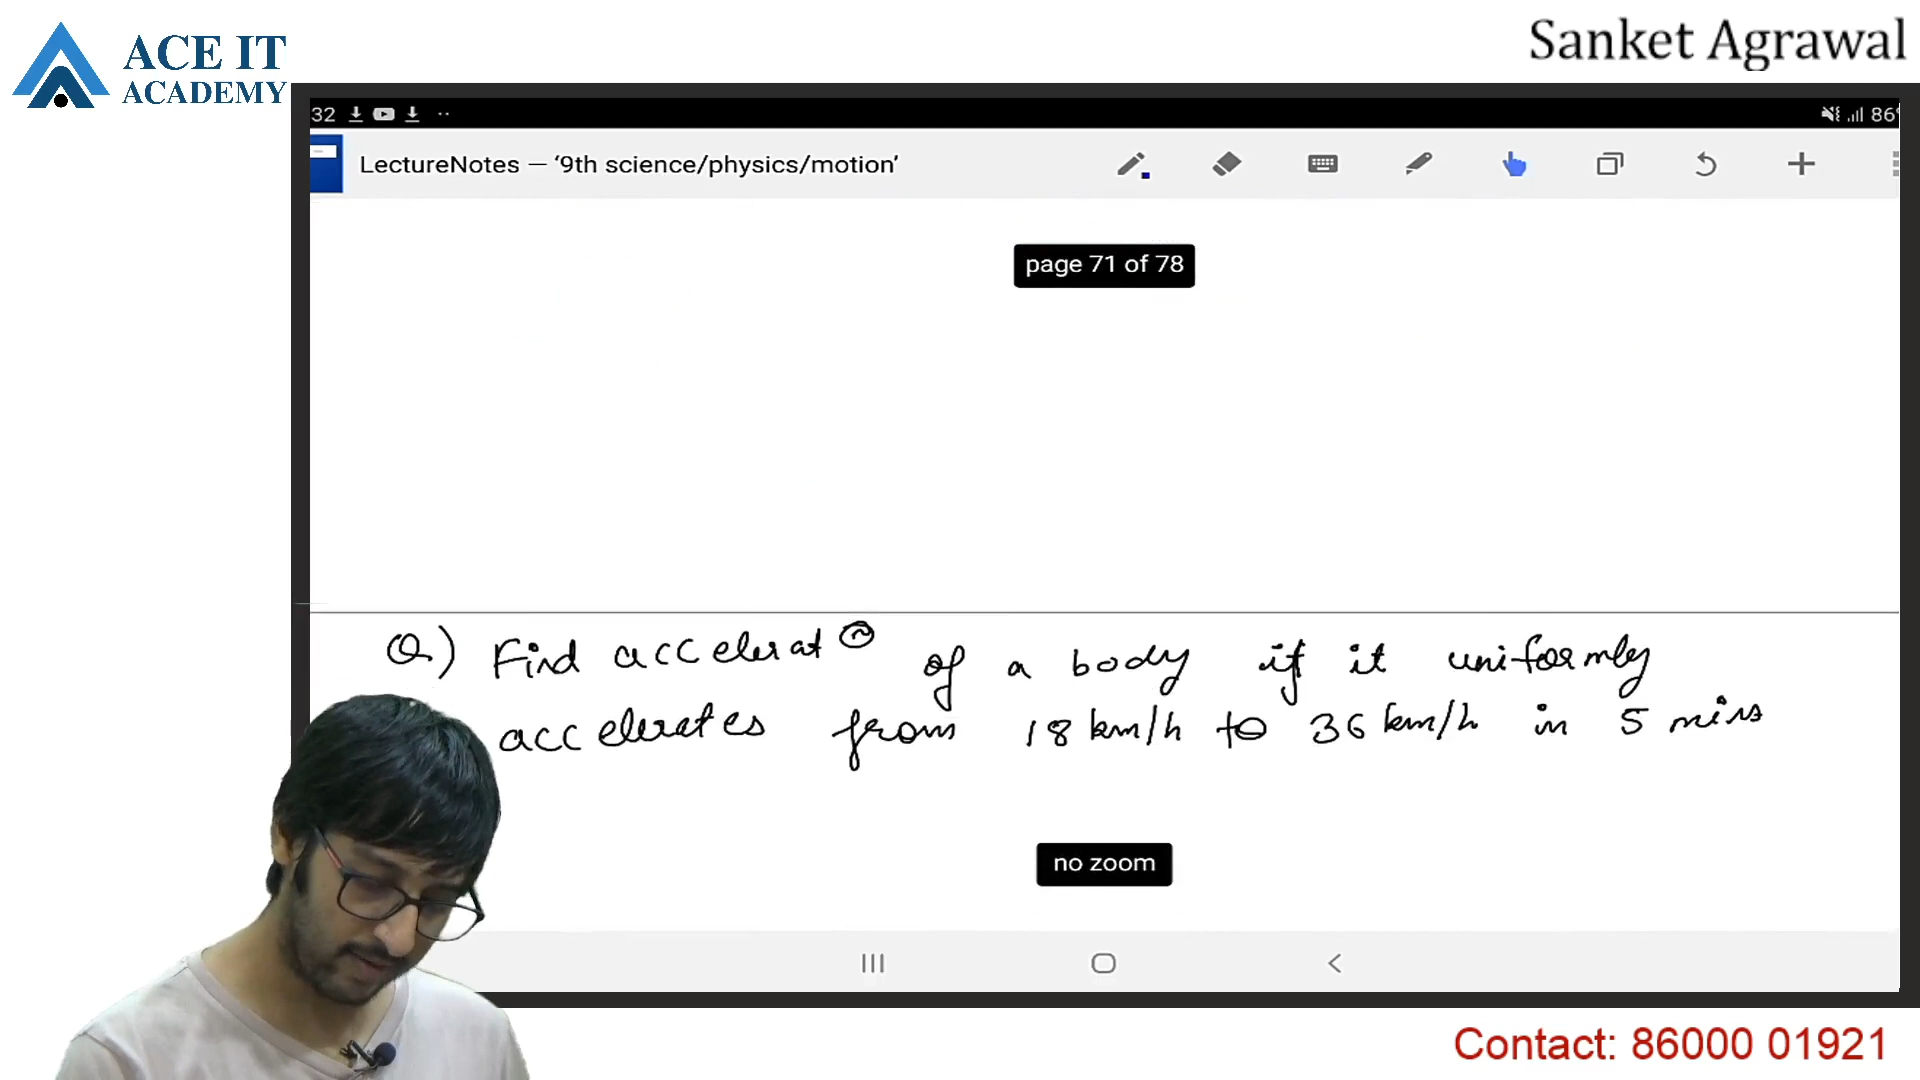 ACE IT
ACADEMY
Sanket Agrawal
32
86
LectureNotes — ‘9th science/physics/motion’
page 71 of 78
Q) Find accelerat ⓝ of a body if it uniformly
accelerates from 18 km/h to 36 km/h in 5 mins
no zoom
Contact: 86000 01921